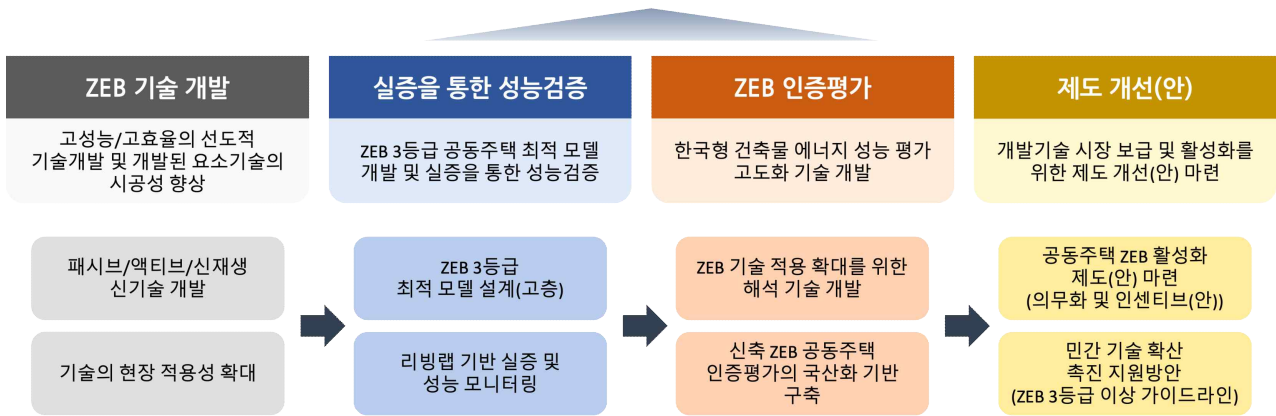 ZEB 기술 개발
고성능/고효율의 선도적
기술개발 및 개발된 요소기술의
시공성 향상
패시브/액티브/신재생
신기술 개발
기술의 현장 적용성 확대
실증을 통한 성능검증
ZEB 3등급 공동주택 최적 모델
개발 및 실증을 통한 성능검증
ZEB 3등급
최적 모델 설계(고층)
리빙랩 기반 실증 및
성능 모니터링
ZEB 인증평가
한국형 건축물 에너지 성능 평가
고도화 기술 개발
ZEB 기술 적용 확대를 위한
해석 기술 개발
신축 ZEB 공동주택
인증평가의 국산화 기반
구축
제도 개선(안)
개발기술 시장 보급 및 활성화를
위한 제도 개선(안) 마련
공동주택 ZEB 활성화
제도(안) 마련
(의무화 및 인센티브(안))
민간 기술 확산
촉진 지원방안
(ZEB 3등급 이상 가이드라인)